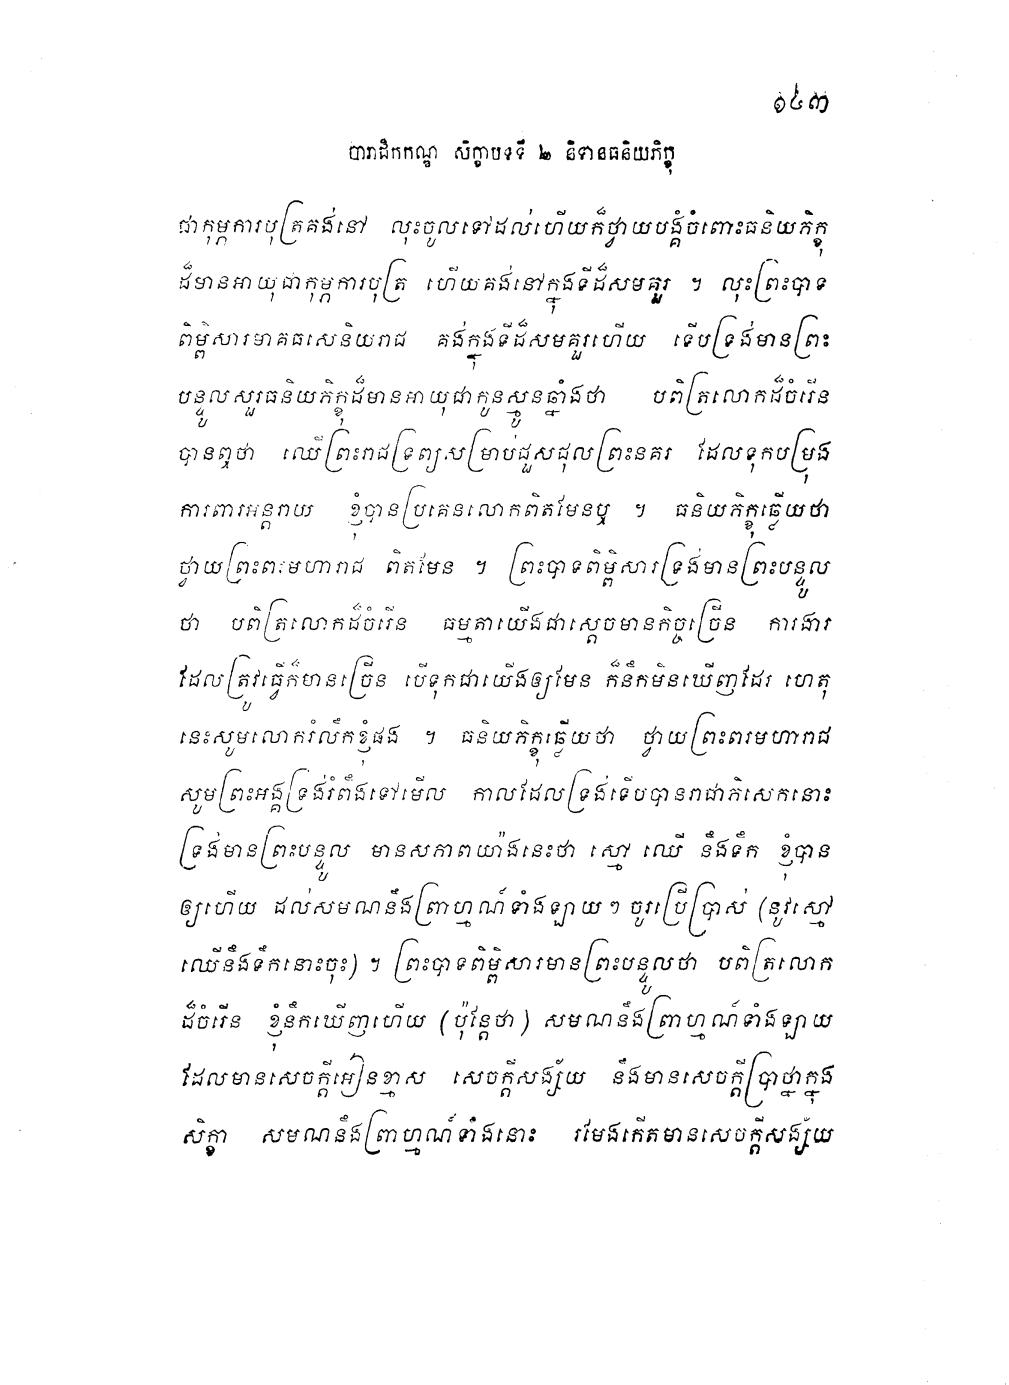 ១៤៣
បារាជិកកណ្ឌ សិក្ខាបទទី ២ និទានធនិយភិក្ខុ
ជាកុម្ភការបុត្រគង់នៅ លុះចូលទៅដល់ហើយក៏ថ្វាយបង្គំចំពោះធនិយភិក្ខុ
ដ៏មានអាយុជាកុម្ភការបុត្រ ហើយគង់នៅក្នុងទីដ៏សមគួរ ។ លុះព្រះបាទ
ពិម្ពិសារមាគធសេនិយរាជ គង់ក្នុងទីដ៏សមគួរហើយ ទើបទ្រង់មានព្រះ
បន្ទូលសួរធនិយភិក្ខុដ៏មានអាយុជាកូនស្មូនឆ្នាំងថា បពិត្រលោកដ៏ចំរើន
បានឮថា ឈើព្រះរាជទ្រព្យសម្រាប់ជួសជុលព្រះនគរ ដែលទុកបម្រុង
ការពារអន្តរាយ ខ្ញុំបានប្រគេនលោកពិតមែនឬ ។ ធនិយភិក្ខុឆ្លើយថា
ថ្វាយព្រះពរមហារាជ ពិតមែន ។ ព្រះបាទពិម្ពិសារទ្រង់មានព្រះបន្ទូល
ថា បពិត្រលោកដ៏ចំរើន ធម្មតាយើងជាស្តេចមានកិច្ចច្រើន ការងារ
ដែលត្រូវធ្វើក៏មានច្រើន បើទុកជាយើងឲ្យមែន ក៏នឹកមិនឃើញដែរ ហេតុ
នេះសូមលោករំលឹកខ្ញុំផង ។ ធនិយភិក្ខុឆ្លើយថា ថ្វាយព្រះពរមហារាជ
សូមព្រះអង្គទ្រង់រំពឹងទៅមើល កាលដែលទ្រង់ទើបបានរាជាភិសេកនោះ
ទ្រង់មានព្រះបន្ទូល មានសភាពយ៉ាងនេះថា ស្មៅ ឈើ នឹងទឹក ខ្ញុំបាន
ឲ្យហើយ ដល់សមណនឹងព្រាហ្មណ៍ទាំងឡាយ ៗ ចូរប្រើប្រាស់ (នូវស្មៅ
ឈើនឹងទឹកនោះចុះ) ។ ព្រះបាទពិម្ពិសារមានព្រះបន្ទូលថា បពិត្រលោក
ដ៏ចំរើន ខ្ញុំនឹកឃើញហើយ (ប៉ុន្តែថា) សមណនឹងព្រាហ្មណ៍ទាំងឡាយ
ដែលមានសេចក្តីអៀនខ្មាស សេចក្តីសង្ស័យ នឹងមានសេចក្តីប្រាថ្នាក្នុង
សិក្ខា សមណនឹងព្រាហ្មណ៍ទាំងនោះ រមែងកើតមានសេចក្តីសង្ស័យ